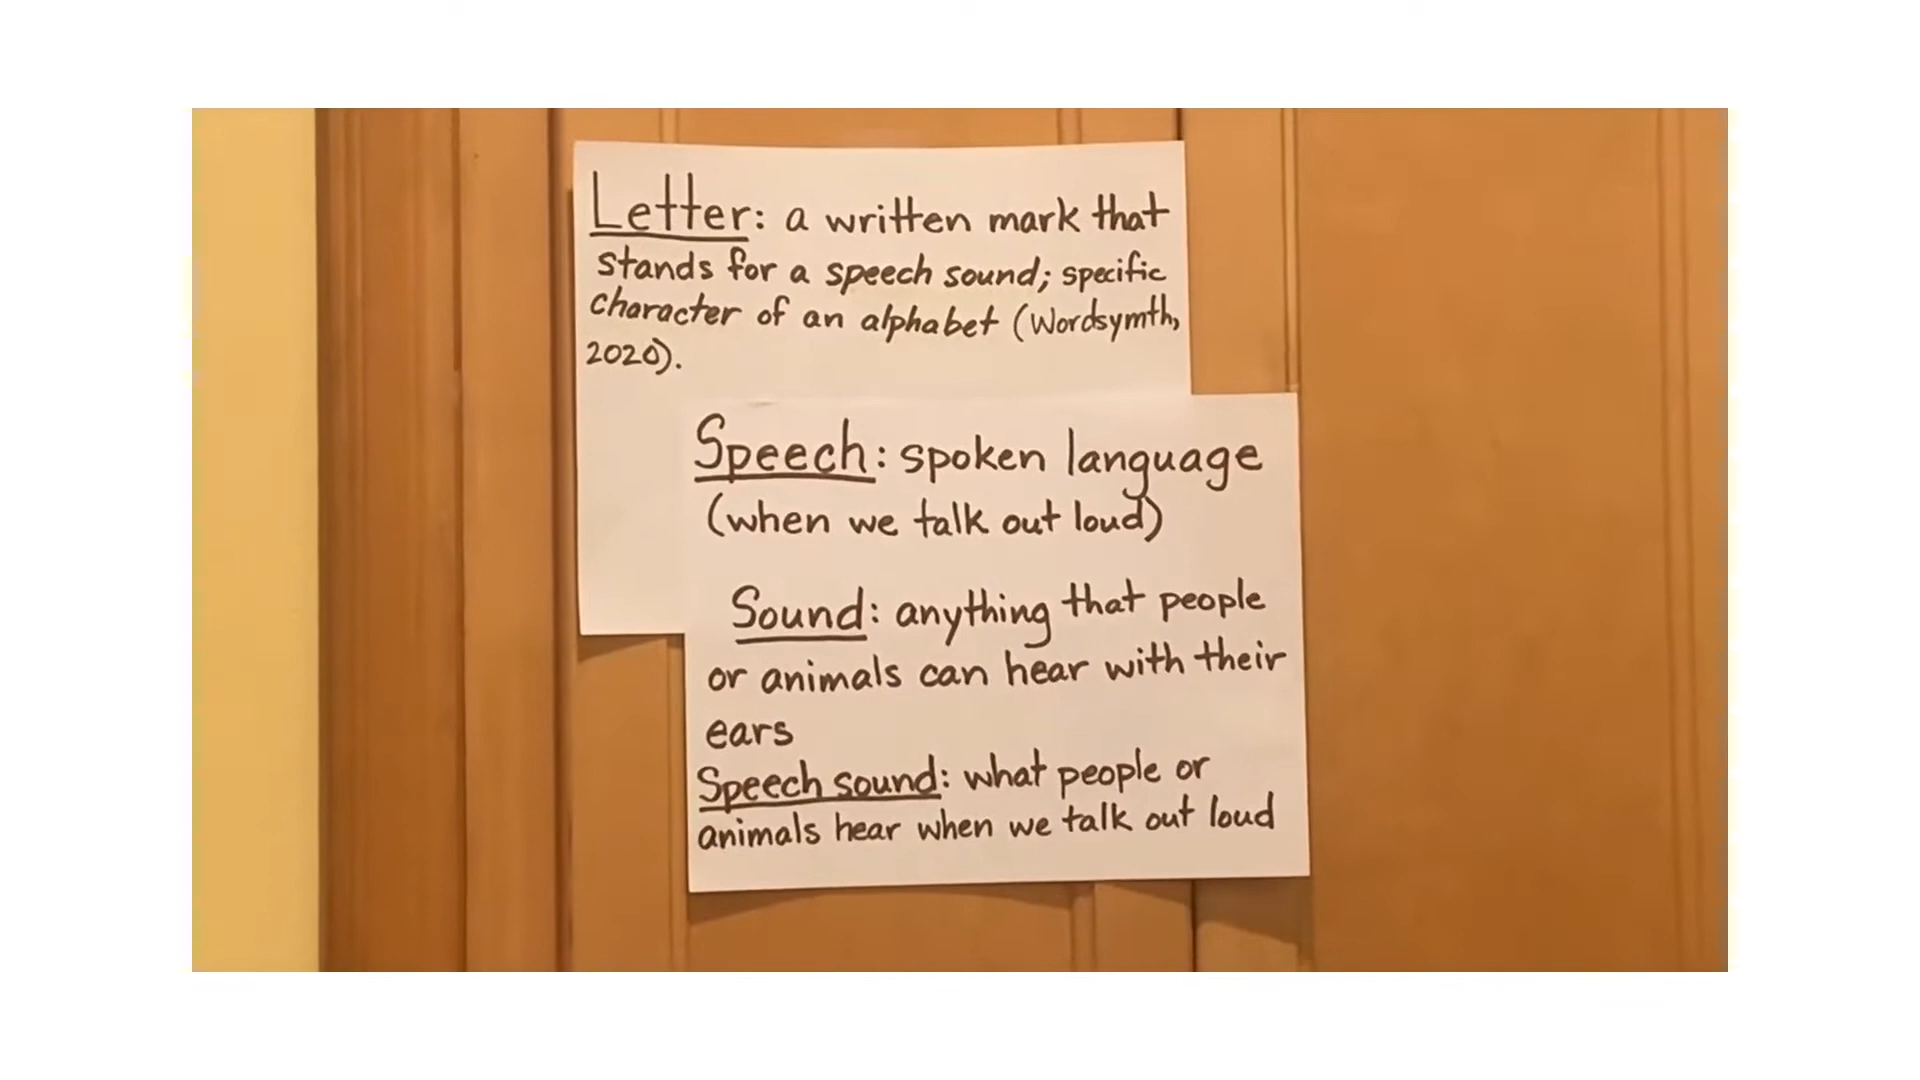 Letter: a written mark that
stands for a speech sound; specific
character of an alphabet (Wordsymth,
2020).
Speech: spoken language
(when we talk out loud)
Sound: anything that people
or animals can hear with their
ears
Speech sound: what people or
animals hear when we talk out loud